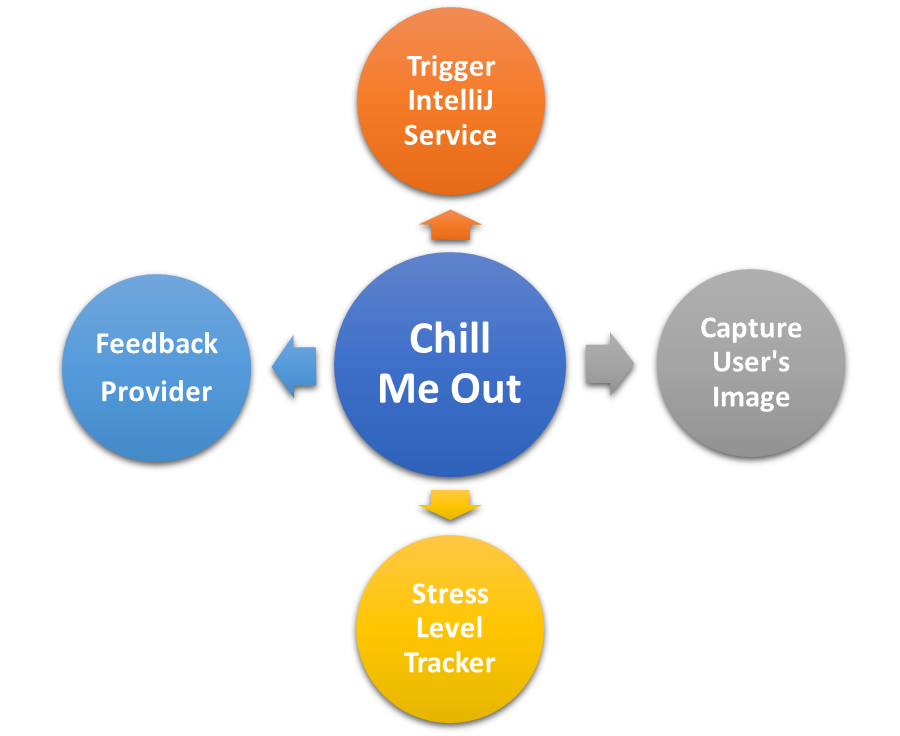 Trigger
IntelliJ
Service
Feedback
Provider
Chill
Me Out
Capture
User's
Image
Stress
Level
Tracker